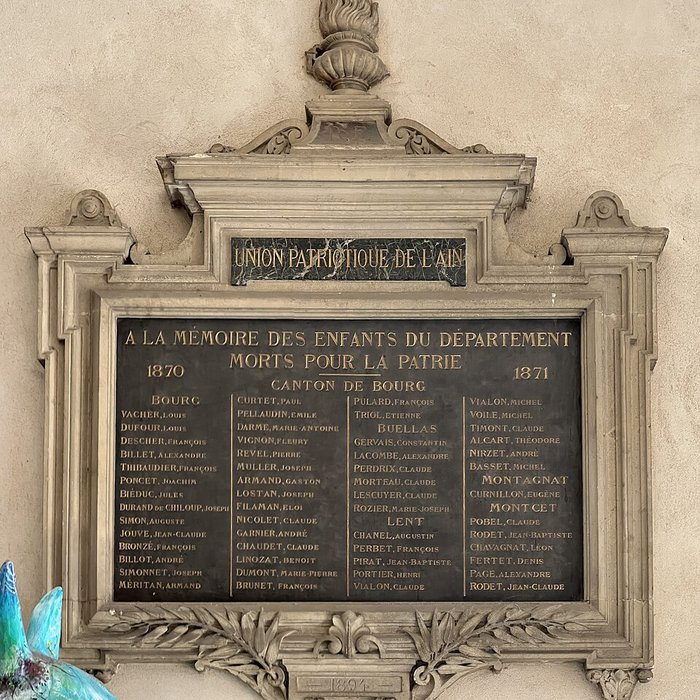 UNION PATRIOTIQUE DE L'AIN
A LA MÉMOIRE DES ENFANTS DU DÉPARTEMENT
MORTS POUR LA PATRIE
1870
1871
CANTON DE BOURG
BOURG
VACHER, LOUIS
DUFOUR, LOUIS
DESCHER, FRANÇOIS
BILLET, ALEXANDRE
THIBAUDIER, FRANÇOIS
PONCET, JOACHIM
BIÉDUC, JULES
DURAND DE CHILOUP, JOSEPH
SIMON, AUGUSTE
JOUVE, JEAN-CLAUDE
BRONZÉ, FRANÇOIS
BILLOT, ANDRÉ
SIMONNET, JOSEPH
MÉRITAN, ARMAND
CURTET, PAUL
PELLAUDIN, EMILE
DARME, MARIE-ANTOINE
VIGNON, FLEURY
REVEL, PIERRE
MULLER, JOSEPH
ARMAND, GASTON
LOSTAN, JOSEPH
FILAMAN, ELOI
NICOLET, CLAUDE
GARNIER, ANDRÉ
CHAUDET, CLAUDE
LINOZAT, BENOIT
DUMONT, MARIE-PIERRE
BRUNET, FRANÇOIS
PULARD, FRANÇOIS
TRIOL, ETIENNE
BUELLAS
GERVAIS, CONSTANTIN
LACOMBE, ALEXANDRE
PERDRIX, CLAUDE
MORTEAU, CLAUDE
LESCUYER, CLAUDE
ROZIER, MARIE-JOSEPH
LENT
CHANEL, AUGUSTIN
PERBET, FRANÇOIS
PIRAT, JEAN-BAPTISTE
PORTIER, HENRI
VIALON, CLAUDE
VIALON, MICHEL
VOILE, MICHEL
TIMONT, CLAUDE
ALCART, THÉODORE
NIRZET, ANDRÉ
BASSET, MICHEL
MONTAGNAT
CURNILLON, EUGÈNE
MONTCET
POBEL, CLAUDE
RODET, JEAN-BAPTISTE
CHAVAGNAT, LÉON
FERTET, DENIS
PAGE, ALEXANDRE
RODET, JEAN-CLAUDE
1894